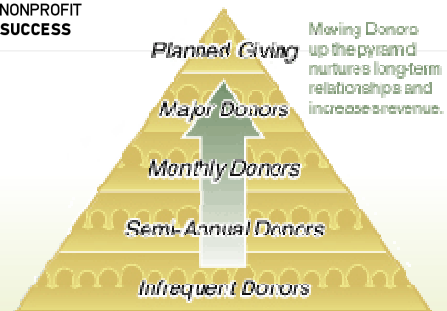 NONPROFIT
SUCCESS
Moving Donors
up the pyramid
nurtures long-term
relationships and
increases revenue.
Planned Giving
Major Donors
Monthly Donors
Semi-Annual Donors
Infrequent Donors